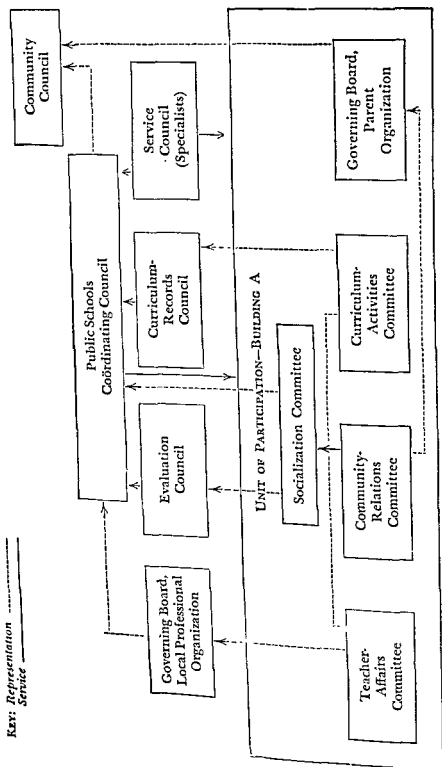 KEY: Representation
Service
Community
Council
Public Schools
Coördinating Council
Governing Board,
Local Professional
Organization
Evaluation
Council
Curriculum-
Records
Council
Service
Council
(Specialists)
UNIT OF PARTICIPATION—BUILDING A
Socialization Committee
Teacher-
Affairs
Committee
Community-
Relations
Committee
Curriculum-
Activities
Committee
Governing Board,
Parent
Organization